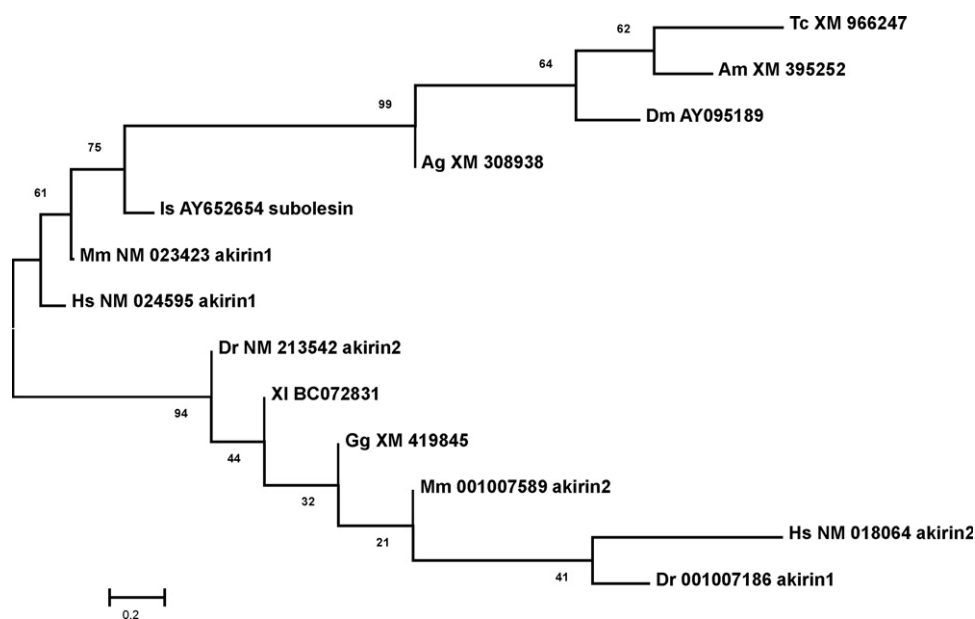 62
Tc XM 966247
64
Am XM 395252
99
Dm AY095189
75
Ag XM 308938
61
Is AY652654 subolesin
Mm NM 023423 akirin1
Hs NM 024595 akirin1
Dr NM 213542 akirin2
Xl BC072831
94
Gg XM 419845
44
Mm 001007589 akirin2
32
Hs NM 018064 akirin2
21
Dr 001007186 akirin1
41
0.2